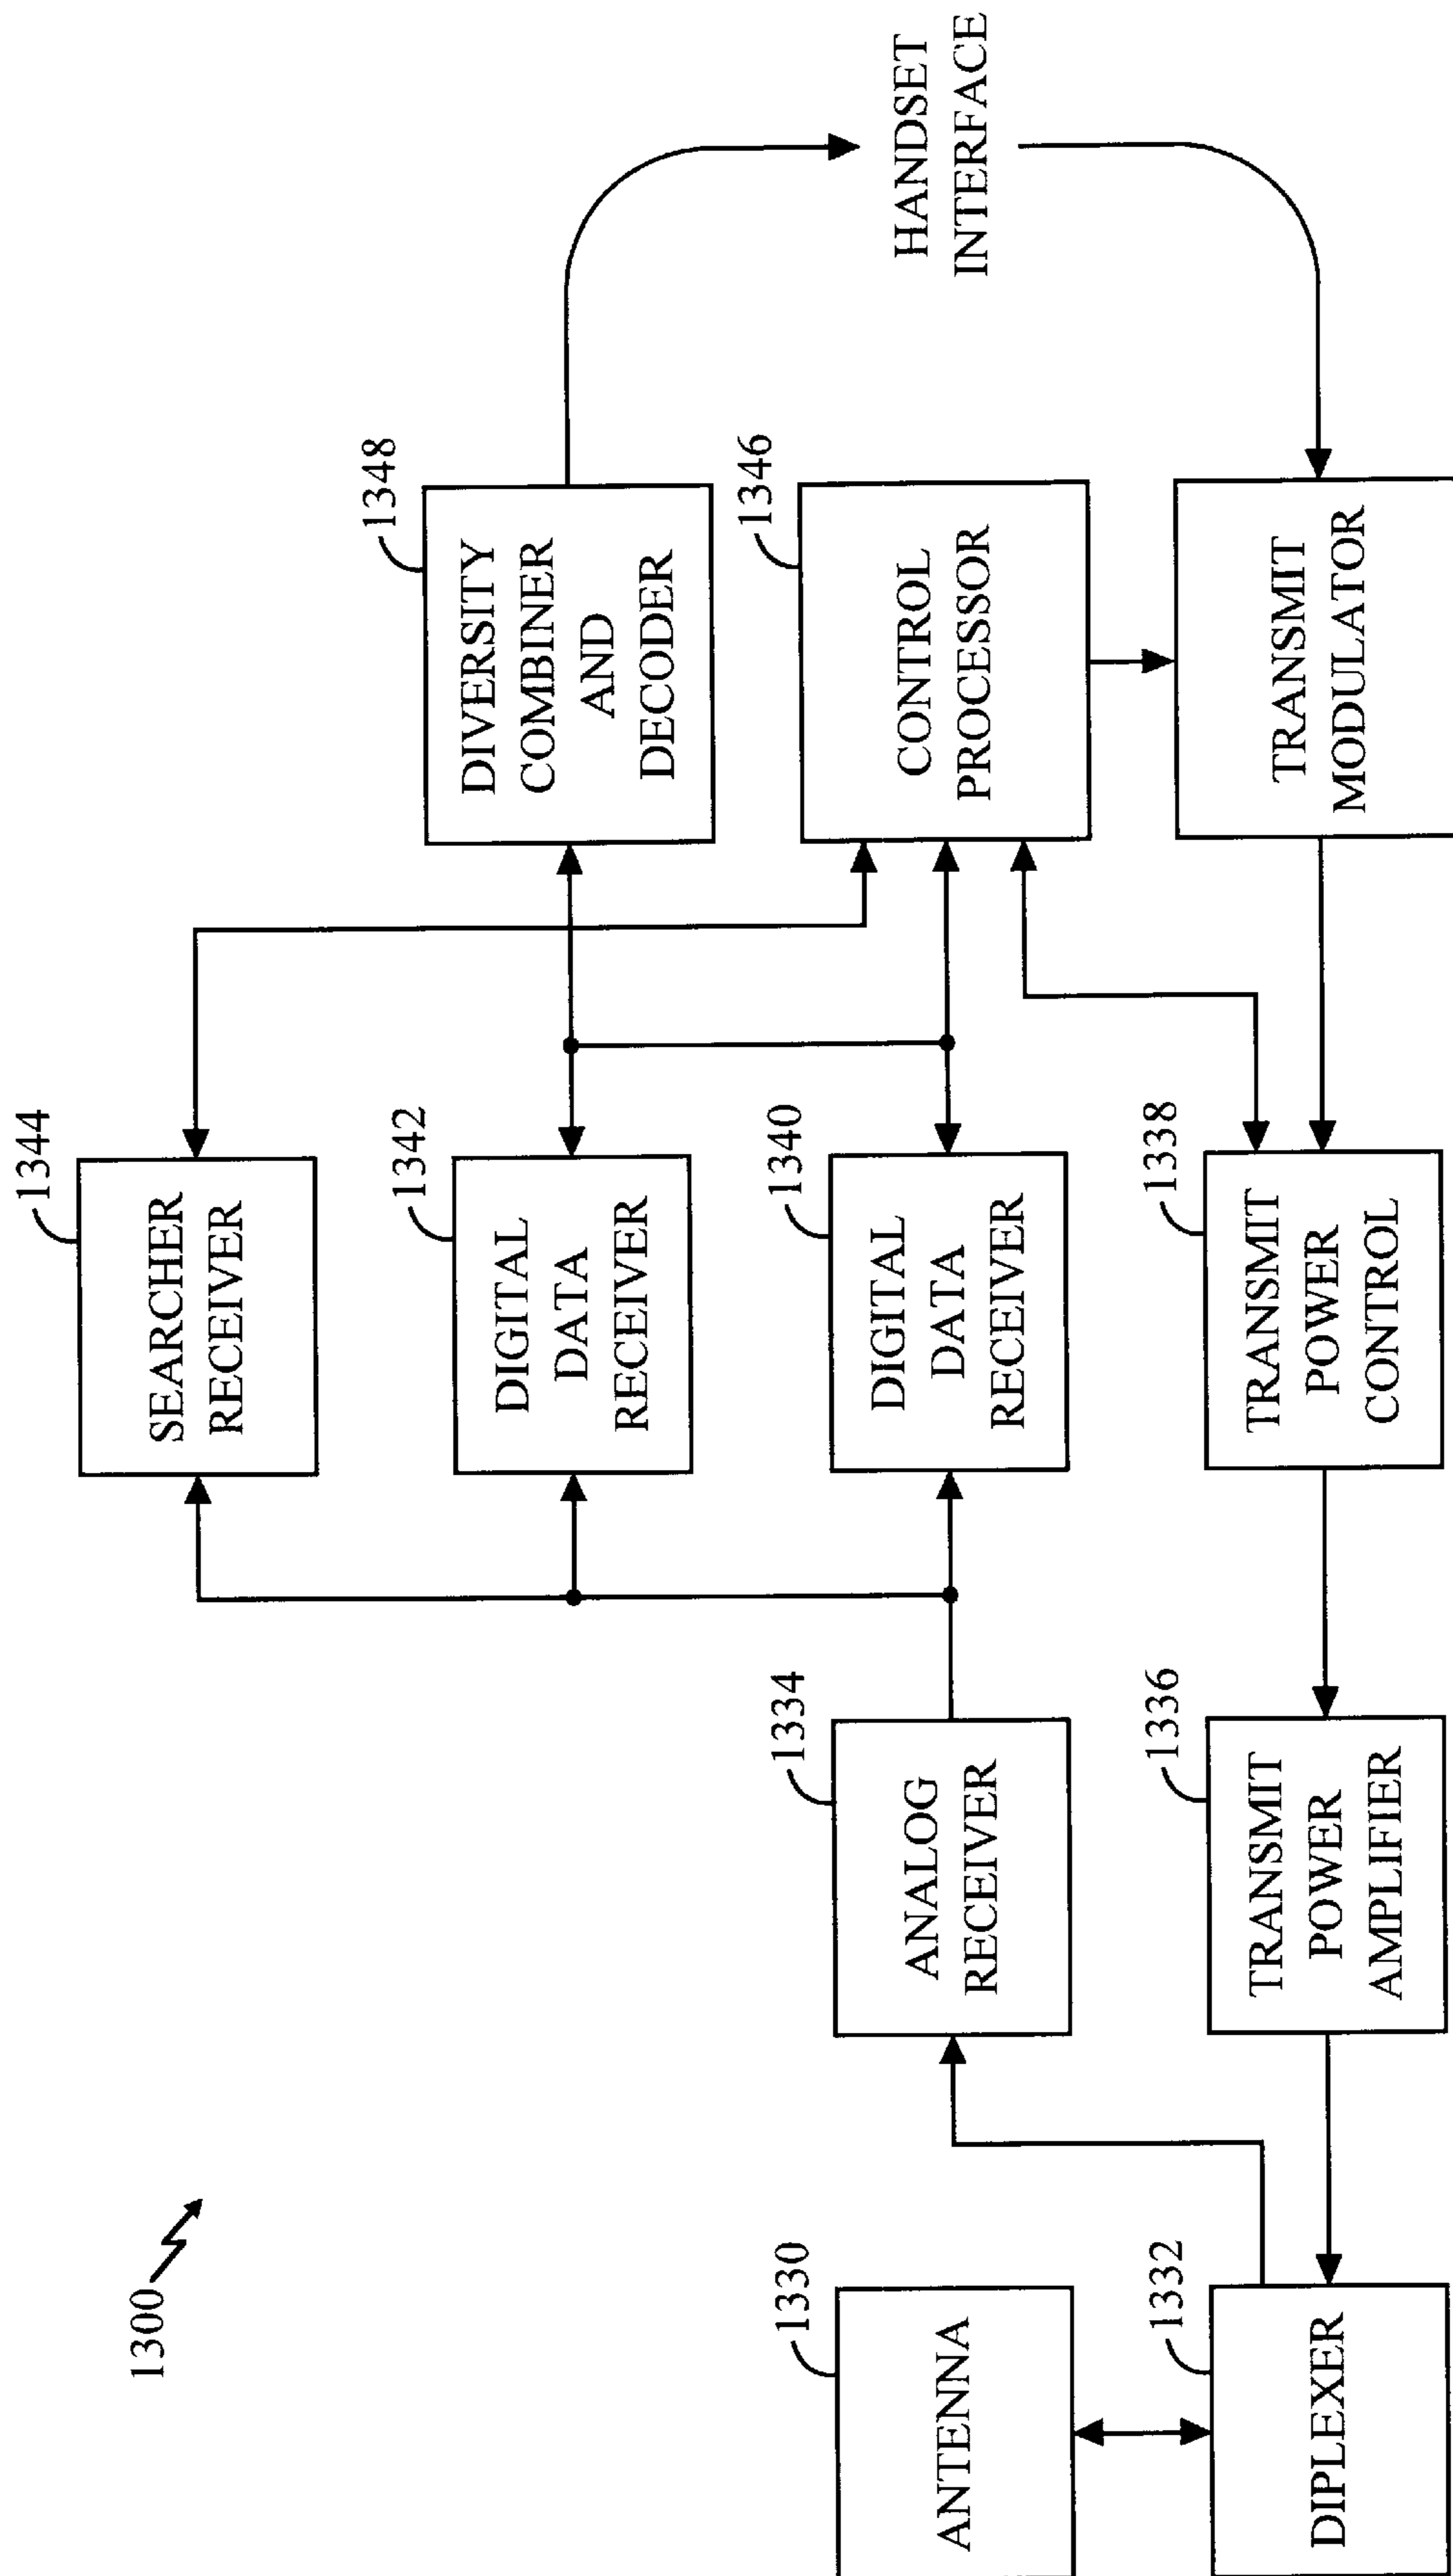 1300
1344
SEARCHER
RECEIVER
1342
DIGITAL
DATA
RECEIVER
1348
DIVERSITY
COMBINER
AND
DECODER
1330
ANTENNA
1334
ANALOG
RECEIVER
1340
DIGITAL
DATA
RECEIVER
1346
CONTROL
PROCESSOR
HANDSET
INTERFACE
1332
DIPLEXER
1336
TRANSMIT
POWER
AMPLIFIER
1338
TRANSMIT
POWER
CONTROL
TRANSMIT
MODULATOR